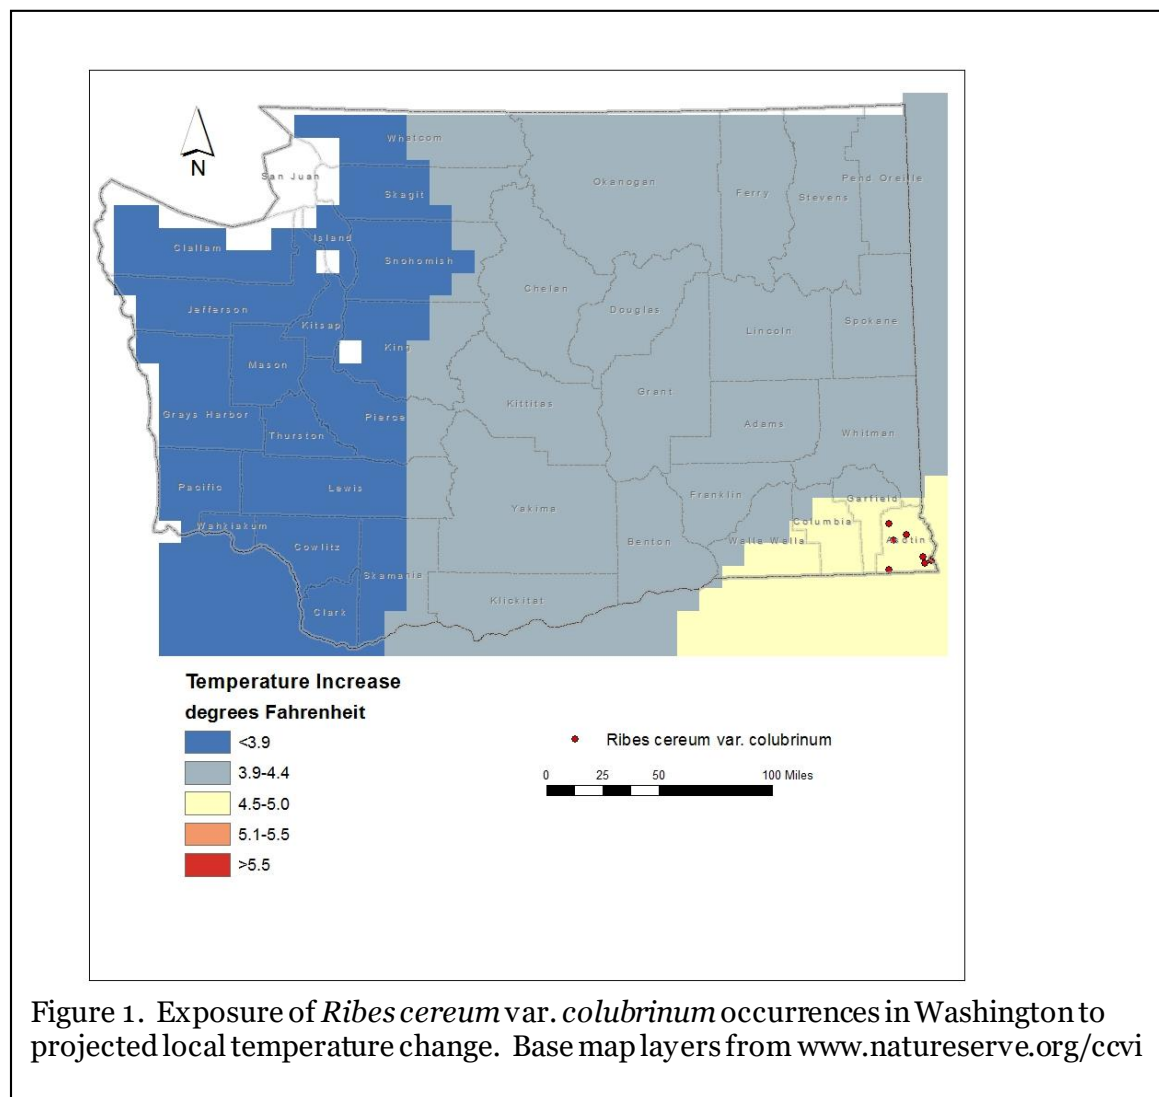 N
Whatcom
San Juan
Okanogan
Pend Oreille
Skagit
Ferry
Stevens
Island
Clallam
Snohomish
Chelan
Jefferson
Douglas
Kitsap
Lincoln
Spokane
King
Mason
Grant
Kittitas
Grays Harbor
Pierce
Adams
Thurston
Whitman
Pacific
Lewis
Franklin
Garfield
Yakima
Columbia
Wahkiakum
Walla Walla
Asotin
Benton
Cowlitz
Skamania
Klickitat
Clark
Temperature Increase
degrees Fahrenheit
<3.9
3.9-4.4
4.5-5.0
5.1-5.5
>5.5
Ribes cereum var. colubrinum
0 25 50 100 Miles
Figure 1. Exposure of Ribes cereum var. colubrinum occurrences in Washington to
projected local temperature change. Base map layers from www.natureserve.org/ccvi